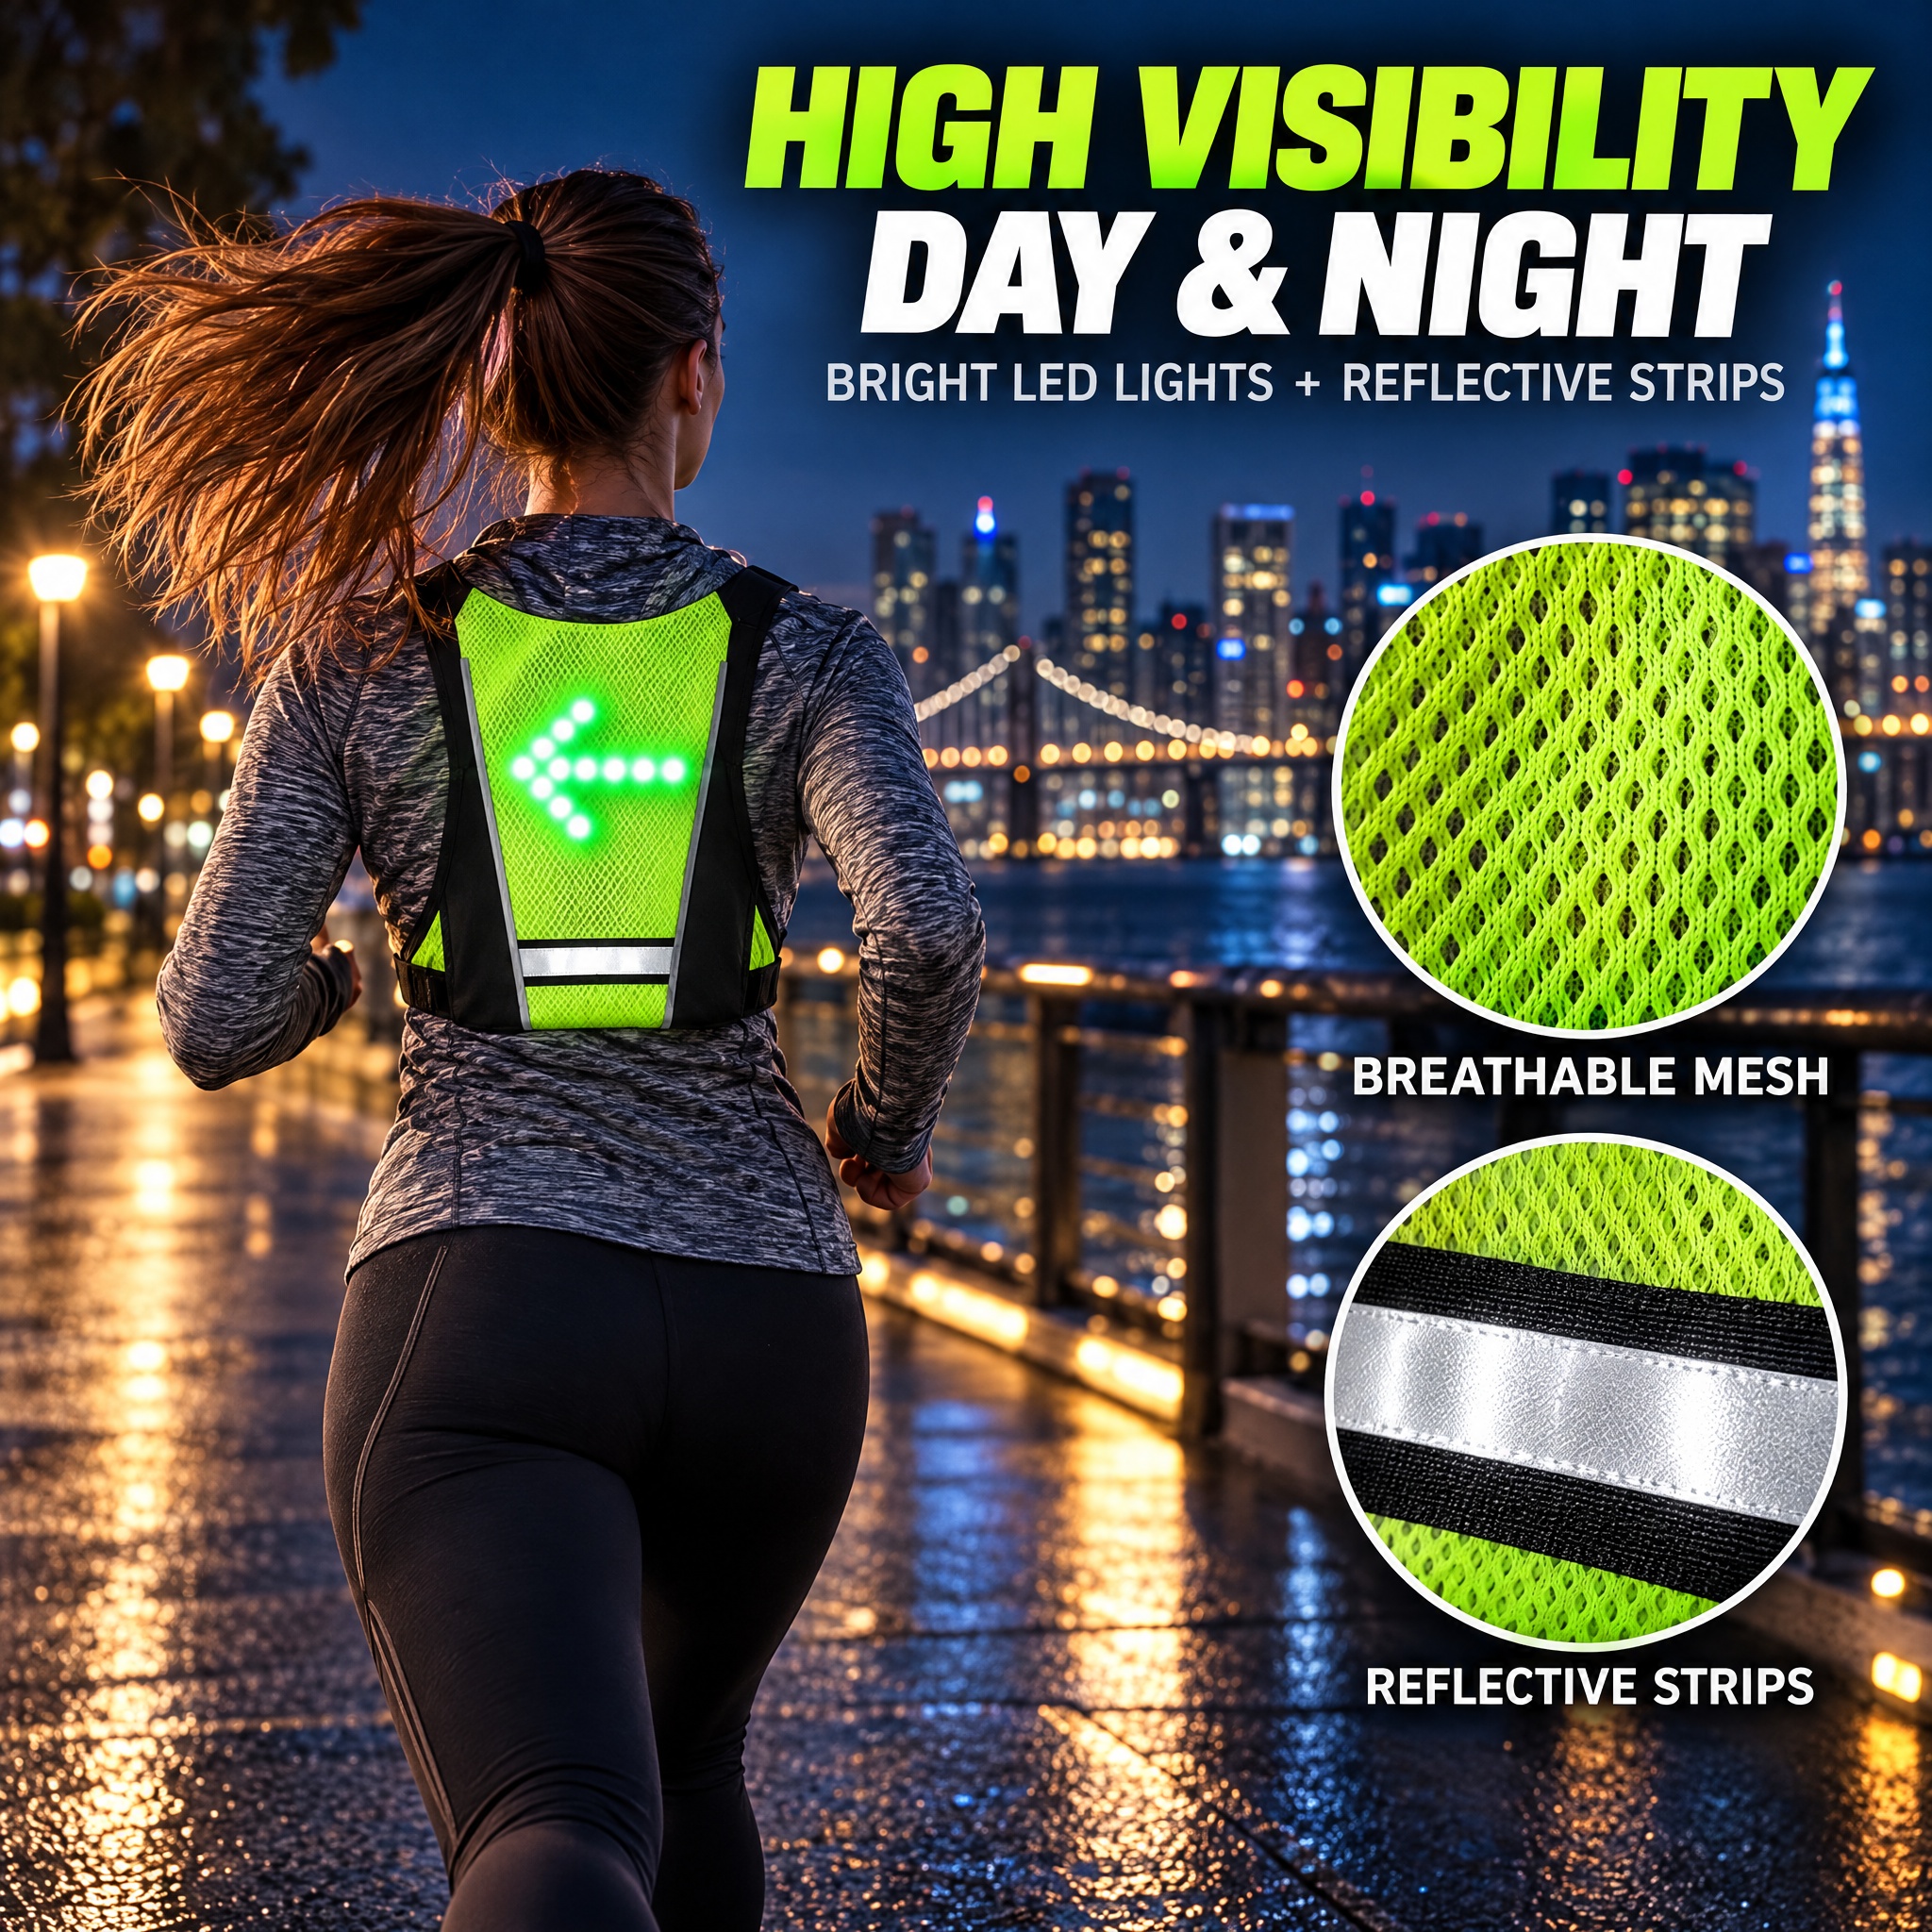 HIGH VISIBILITY
DAY & NIGHT
BRIGHT LED LIGHTS + REFLECTIVE STRIPS
BREATHABLE MESH
REFLECTIVE STRIPS